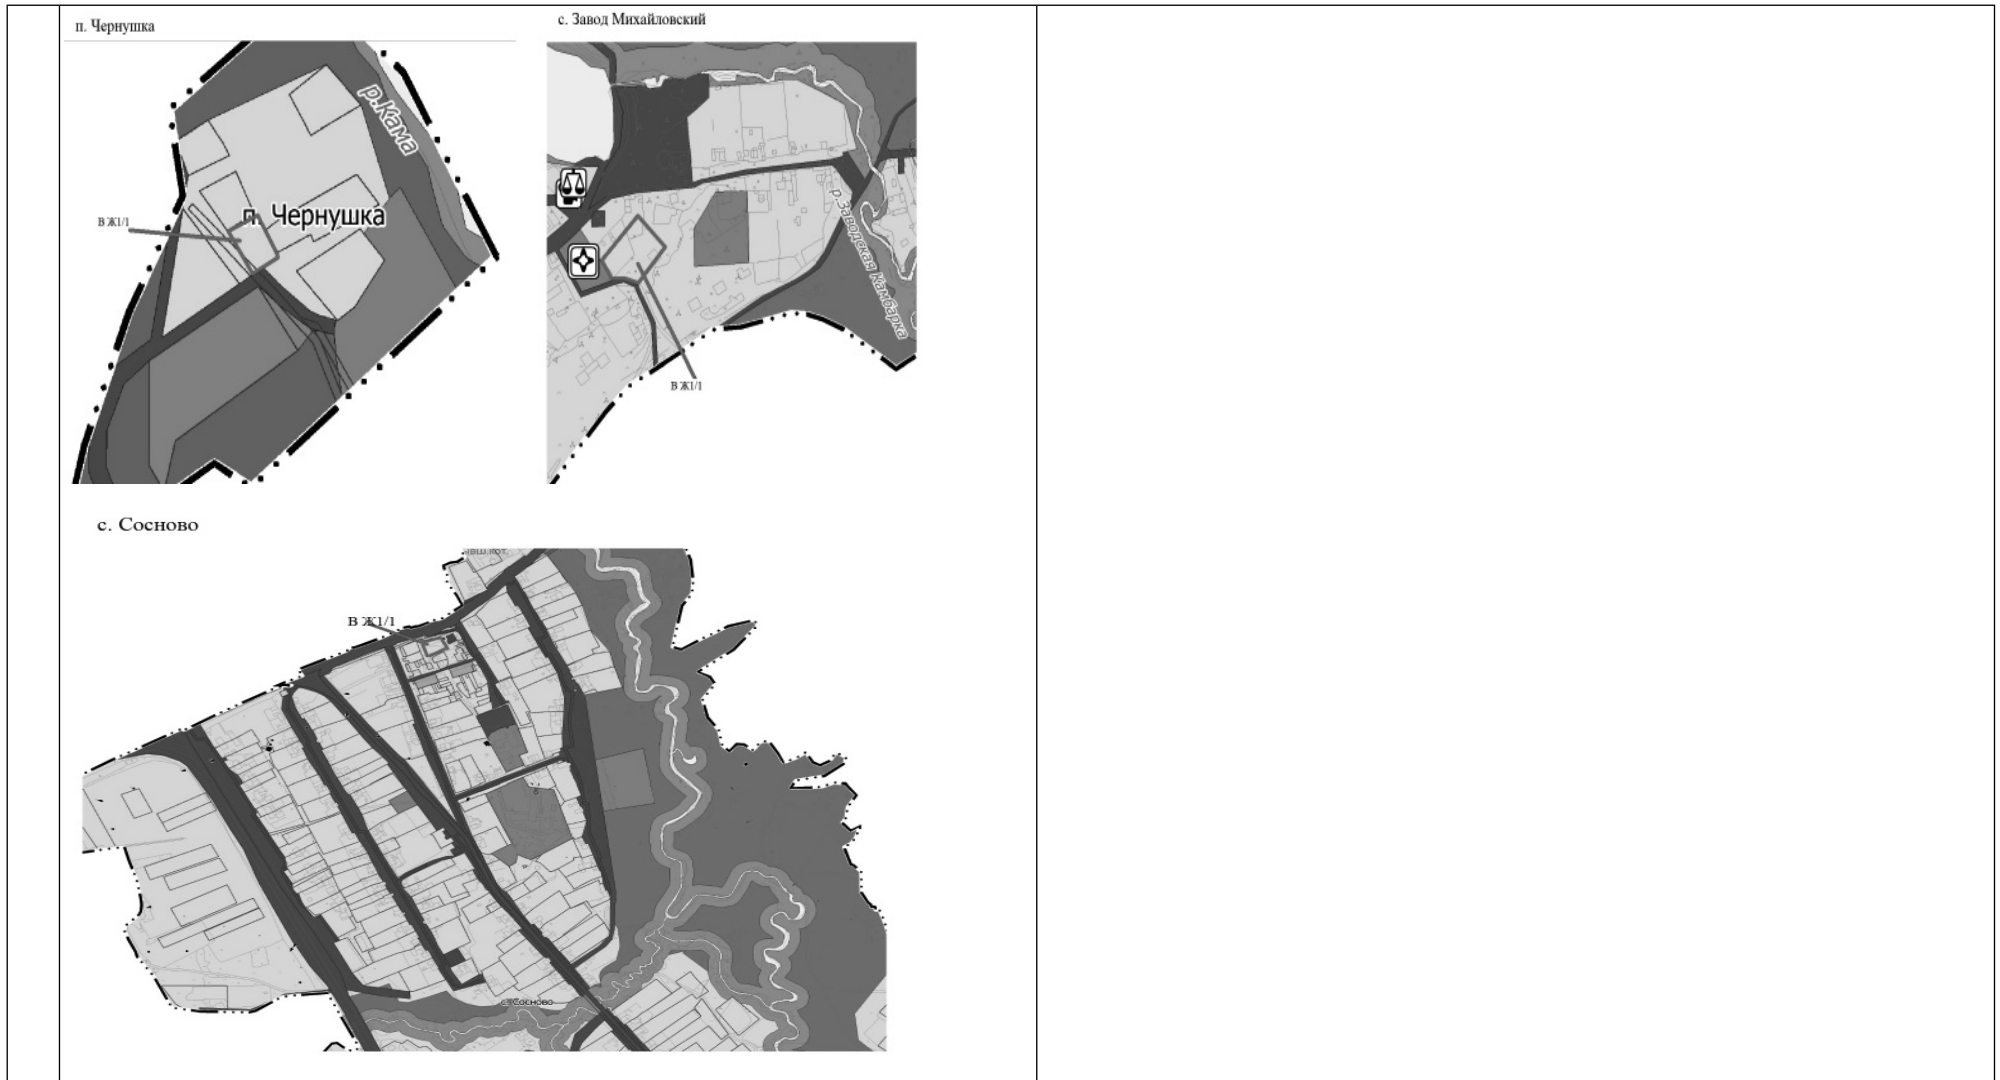 п. Чернушка
с. Завод Михайловский
р.Кама
В Ж1/1
п. Чернушка
р.Заводская Камбарка
В Ж1/1
с. Сосново
В Ж1/1
с. Сосново